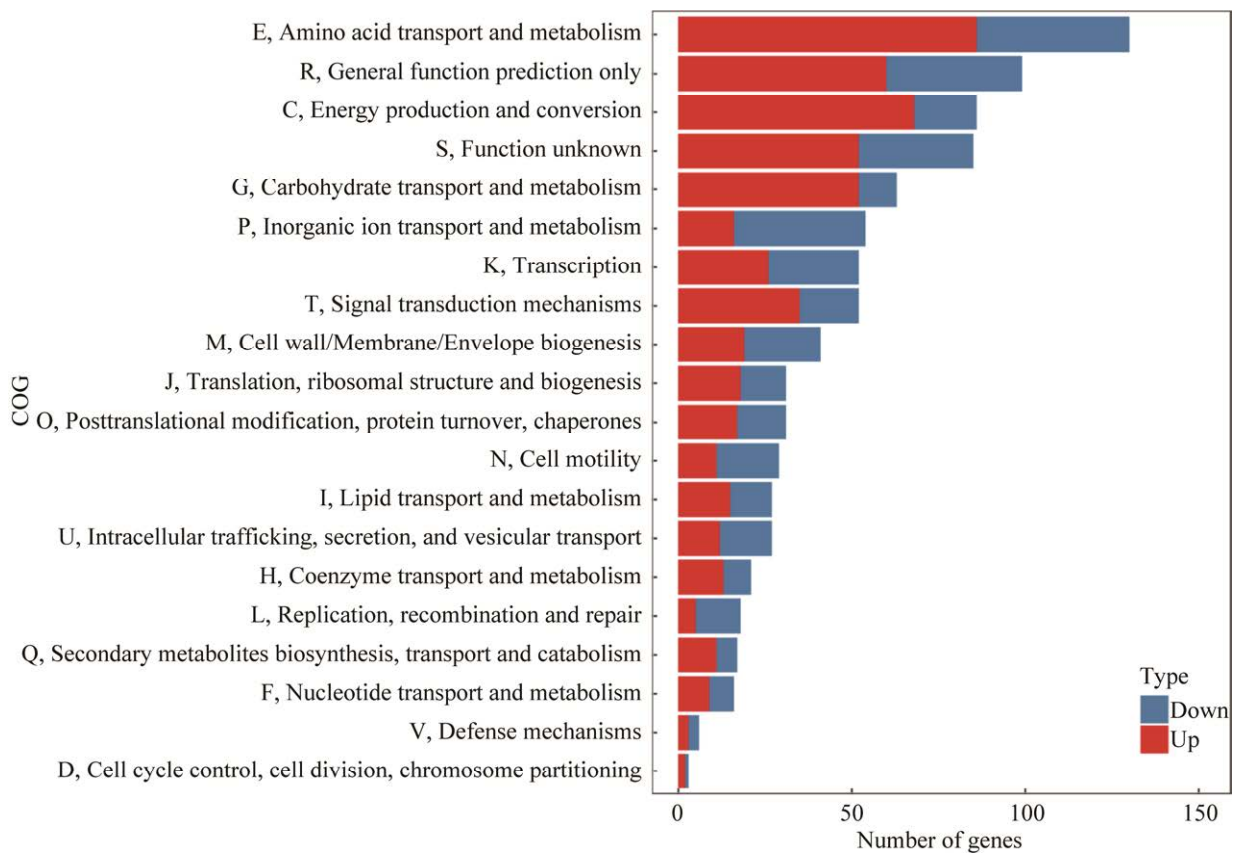 E, Amino acid transport and metabolism
R, General function prediction only
C, Energy production and conversion
S, Function unknown
G, Carbohydrate transport and metabolism
P, Inorganic ion transport and metabolism
K, Transcription
T, Signal transduction mechanisms
M, Cell wall/Membrane/Envelope biogenesis
J, Translation, ribosomal structure and biogenesis
COG
O, Posttranslational modification, protein turnover, chaperones
N, Cell motility
I, Lipid transport and metabolism
U, Intracellular trafficking, secretion, and vesicular transport
H, Coenzyme transport and metabolism
L, Replication, recombination and repair
Q, Secondary metabolites biosynthesis, transport and catabolism
F, Nucleotide transport and metabolism
V, Defense mechanisms
D, Cell cycle control, cell division, chromosome partitioning
Type
Down
Up
0 50 100 150
Number of genes